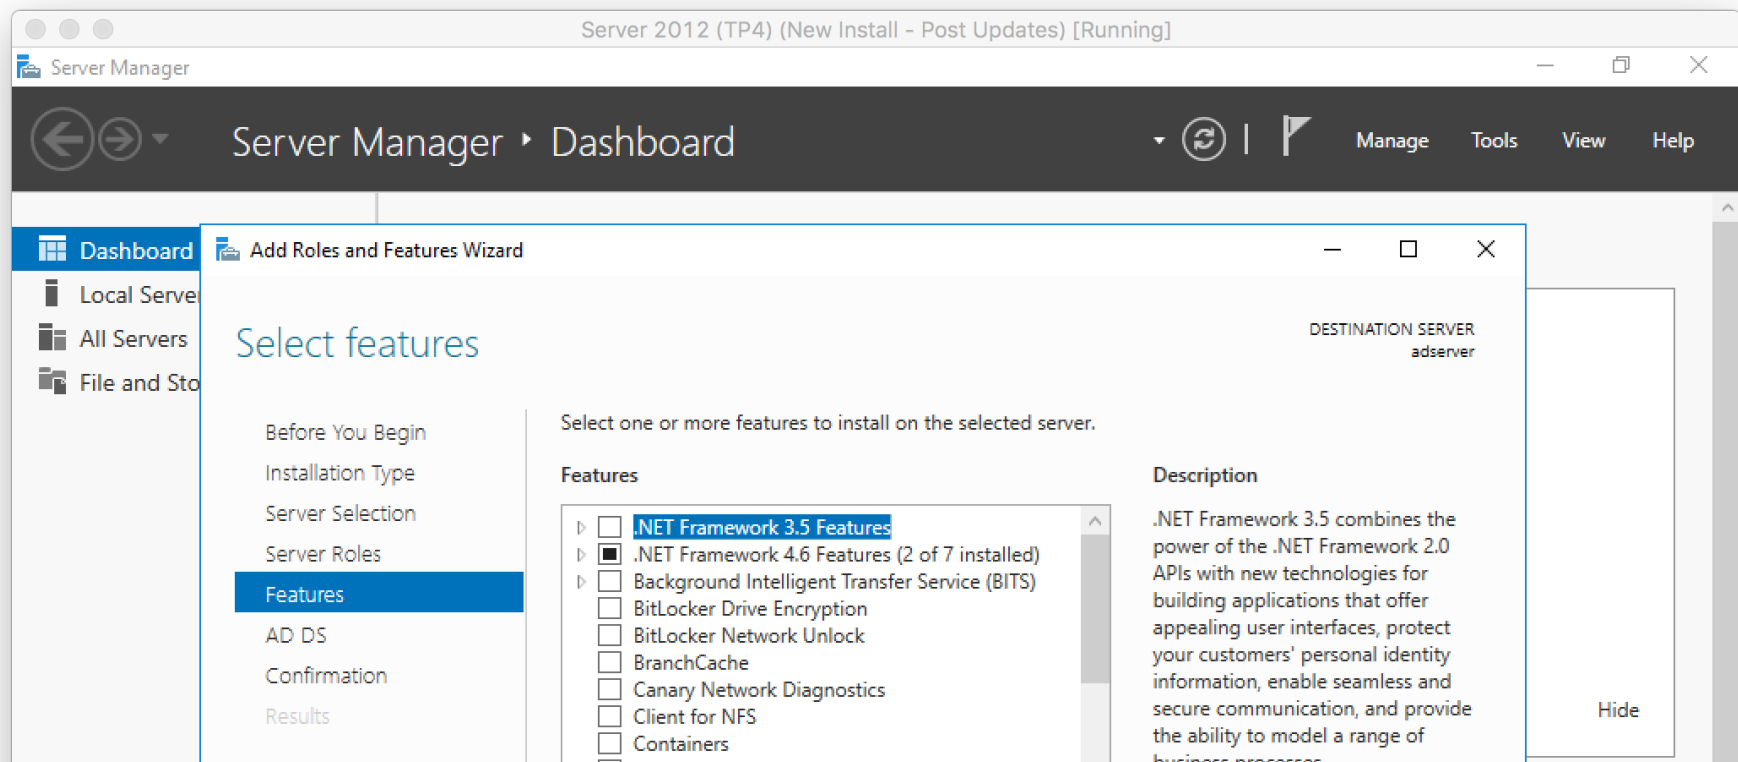 Server 2012 (TP4) (New Install - Post Updates) [Running]
Server Manager
Server Manager
Dashboard
Manage
Tools
View
Help
Dashboard
Local Server
All Servers
File and Sto
Add Roles and Features Wizard
Select features
DESTINATION SERVER
adserver
Before You Begin
Installation Type
Server Selection
Server Roles
Features
AD DS
Confirmation
Results
Select one or more features to install on the selected server.
Features
.NET Framework 3.5 Features
.NET Framework 4.6 Features (2 of 7 installed)
Background Intelligent Transfer Service (BITS)
BitLocker Drive Encryption
BitLocker Network Unlock
BranchCache
Canary Network Diagnostics
Client for NFS
Containers
Description
.NET Framework 3.5 combines the
power of the .NET Framework 2.0
APIs with new technologies for
building applications that offer
appealing user interfaces, protect
your customers' personal identity
information, enable seamless and
secure communication, and provide
the ability to model a range of
business processes.
Hide